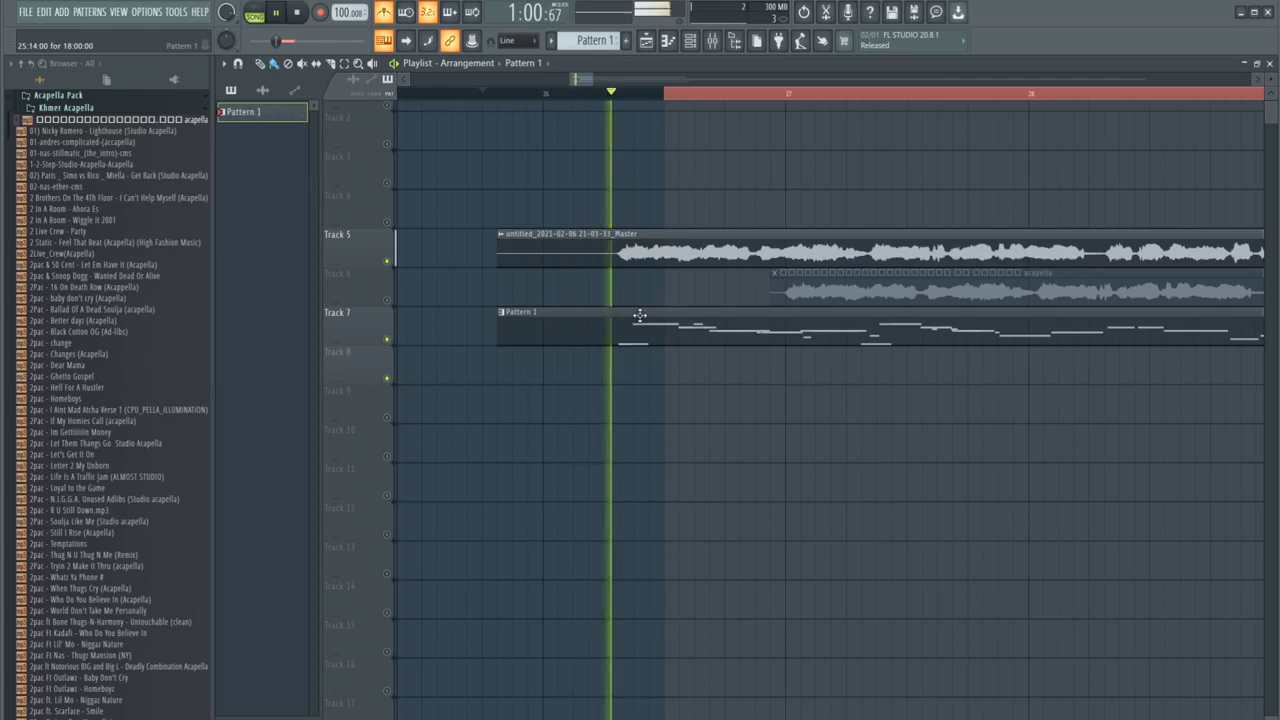 FILE EDIT ADD PATTERNS VIEW OPTIONS TOOLS HELP
SONG
100.008
3.2.
1:00:67
M:S:CS
2
300 MB
3
25:14:00 for 18:00:00
Pattern 1
Line
Pattern 1
02/01 FL STUDIO 20.8.1
Released
Browser - All
Playlist - Arrangement › Pattern 1 ›
Acapella Pack
Khmer Acapella
acapella
01) Nicky Romero - Lighthouse (Studio Acapella)
01-andres-complicated-(accapella)
01-nas-stillmatic_(the_intro)-cms
1-2-Step-Studio-Acapella-Acapella
02) Paris _ Simo vs Rico _ Miella - Get Back (Studio Acapella)
02-nas-ether-cms
2 Brothers On The 4Th Floor - I Can't Help Myself (Acapella)
2 In A Room - Ahora Es
2 In A Room - Wiggle It 2001
2 Live Crew - Party
2 Static - Feel That Beat (Acapella) (High Fashion Music)
2Live_Crew(Acapella)
2pac & 50 Cent - Let Em Have It (Acapella)
2pac & Snoop Dogg - Wanted Dead Or Alive
2Pac - 16 On Death Row (Acappella)
2pac - baby don't cry (Acapella)
2Pac - Ballad Of A Dead Soulja (acapella)
2pac - Better dayz (Acapella)
2pac - Black Cotton OG (Ad-libs)
2pac - change
2pac - Changes (Acapella)
2pac - Dear Mama
2pac - Ghetto Gospel
2pac - Hell For A Hustler
2pac - Homeboys
2pac - I Aint Mad Atcha Verse 1 (CPU_PELLA_iLLUMiNATiON)
2Pac - If My Homies Call (acapella)
2pac - Im Gettiiiiiin Money
2pac - Let Them Thangs Go  Studio Acapella
2pac - Let's Get It On
2pac - Letter 2 My Unborn
2pac - Life Is A Traffic Jam (ALMOST STUDIO)
2pac - Loyal to the Game
2Pac - N.I.G.G.A. Unused Adlibs (Studio acapella)
2pac - R U Still Down.mp3
2Pac - Soulja Like Me (Studio acapella)
2pac - Still I Rise (Acapella)
2pac - Temptations
2pac - Thug N U Thug N Me (Remix)
2Pac - Tryin 2 Make It Thru (acapella)
2pac - Whatz Ya Phone #
2pac - When Thugs Cry (Acapella)
2pac - Who Do You Believe In (Acapella)
2pac - World Don't Take Me Personally
2pac ft Bone Thugs-N-Harmony - Untouchable (clean)
2pac Ft Kadafi - Who Do You Believe In
2pac Ft Lil' Mo - Niggaz Nature
2pac Ft Nas - Thugz Mansion (NY)
2pac ft Notorious BIG and Big L - Deadly Combination Acapella
2pac Ft Outlawz - Baby Don't Cry
2pac Ft Outlawz - Homeboyz
2pac ft. Lil Mo - Niggaz Nature
2pac ft. Scarface - Smile
Pattern 1
26
27
28
Track 2
Track 3
Track 4
Track 5
untitled_2021-02-06 21-03-33_Master
Track 6
acapella
Track 7
Pattern 1
Track 8
Track 9
Track 10
Track 11
Track 12
Track 13
Track 14
Track 15
Track 16
Track 17